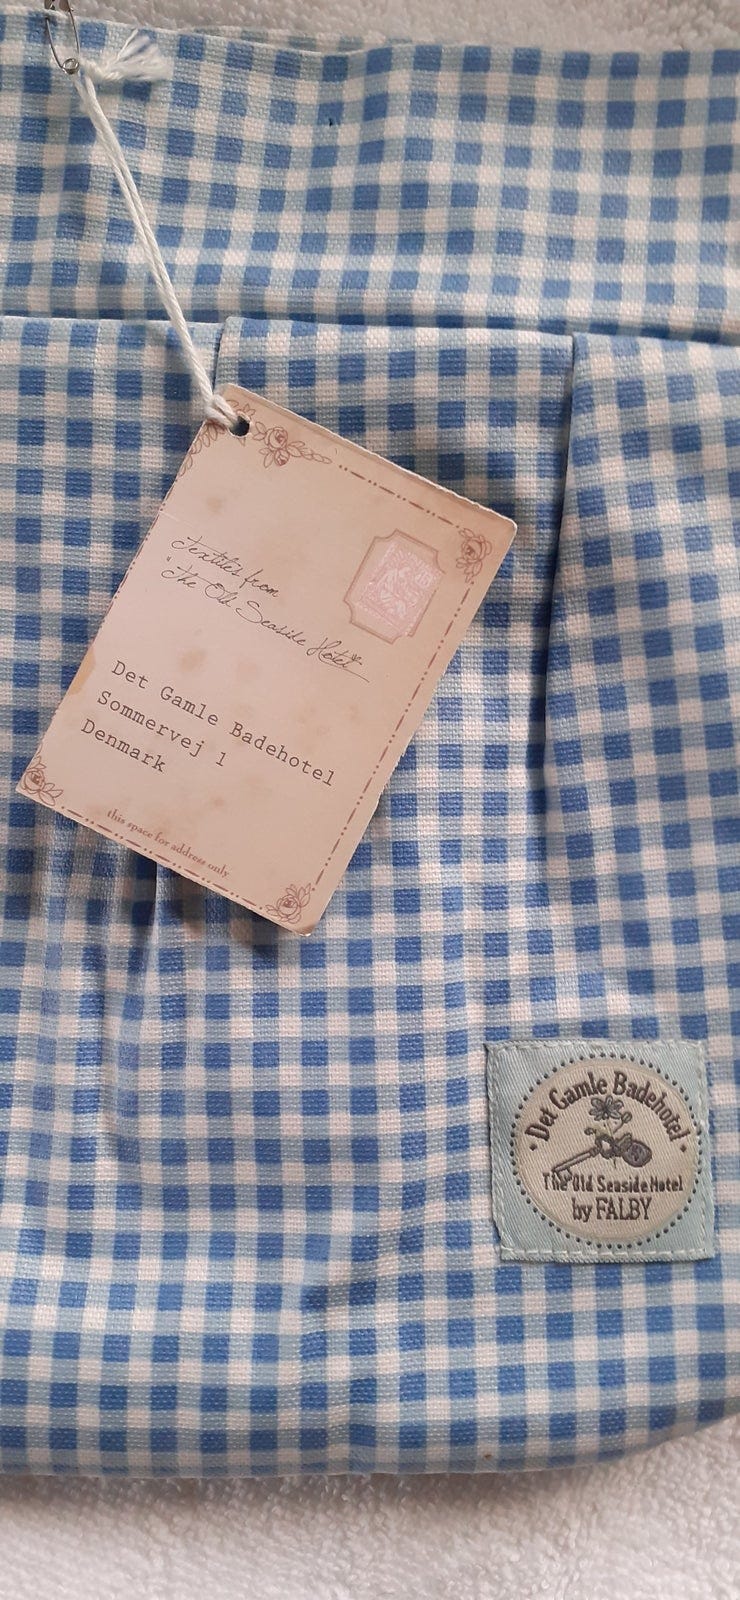 Textiles from
"The Old Seaside Hotel"
Det Gamle Badehotel
Sommervej 1
Denmark
this space for address only
· Det Gamle Badehotel ·
The Old Seaside Hotel
by FALBY